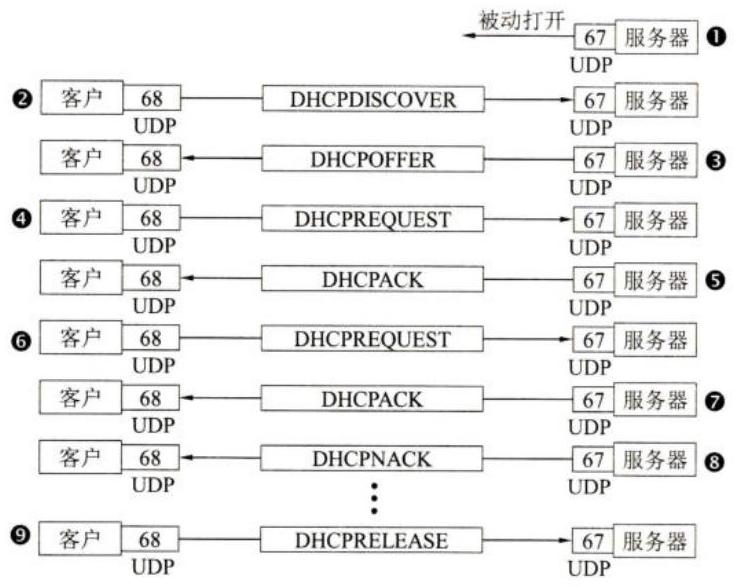 被动打开 67 服务器 ❶
UDP
❷ 客户 68 DHCPDISCOVER 67 服务器
UDP UDP
客户 68 DHCPOFFER 67 服务器 ❸
UDP UDP
❹ 客户 68 DHCPREQUEST 67 服务器
UDP UDP
客户 68 DHCPACK 67 服务器 ❺
UDP UDP
❻ 客户 68 DHCPREQUEST 67 服务器
UDP UDP
客户 68 DHCPACK 67 服务器 ❼
UDP UDP
客户 68 DHCPNACK 67 服务器 ❽
UDP UDP
❾ 客户 68 DHCPRELEASE 67 服务器
UDP UDP